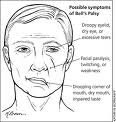 Possible symptoms
of Bell's Palsy
Droopy eyelid,
dry eye, or
excessive tears
Facial paralysis,
twitching, or
weakness
Drooping corner of
mouth, dry mouth,
impaired taste